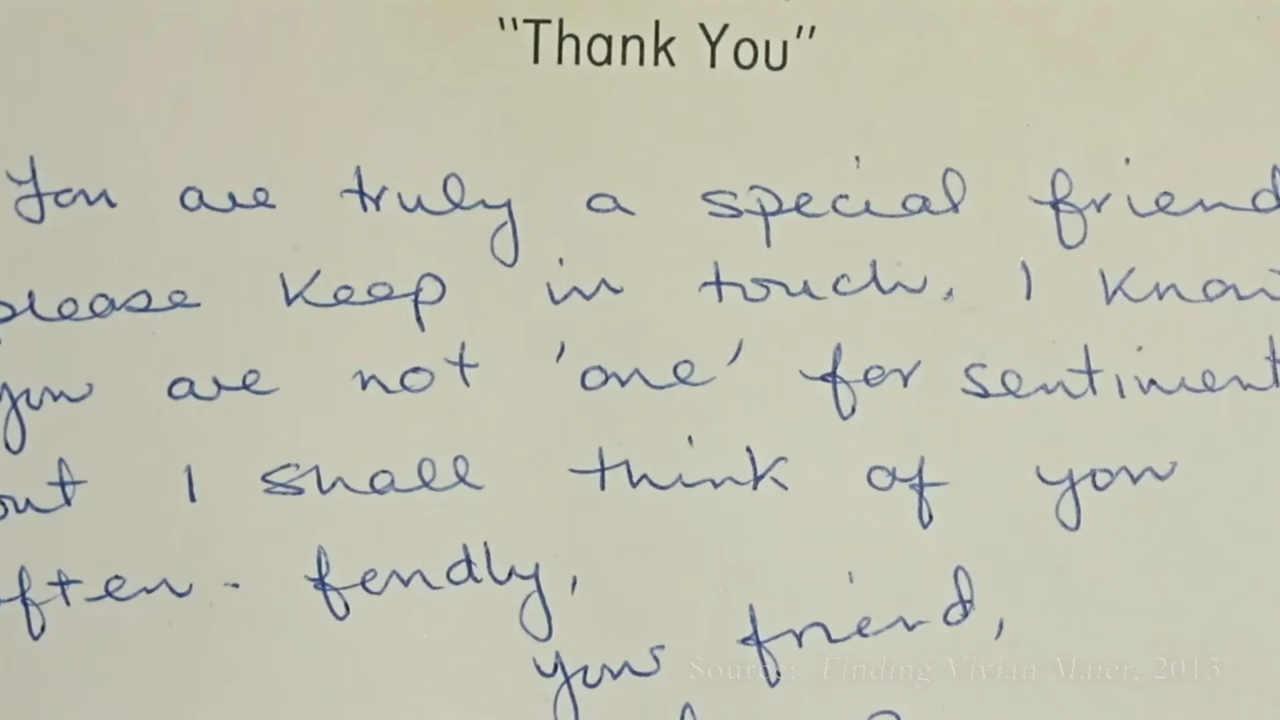 "Thank You"
You are truly a special friend
please keep in touch. I know
you are not 'one' for sentiment
but I shall think of you
often - fendly,
your friend,
Source: Finding Vivian Maier, 2013